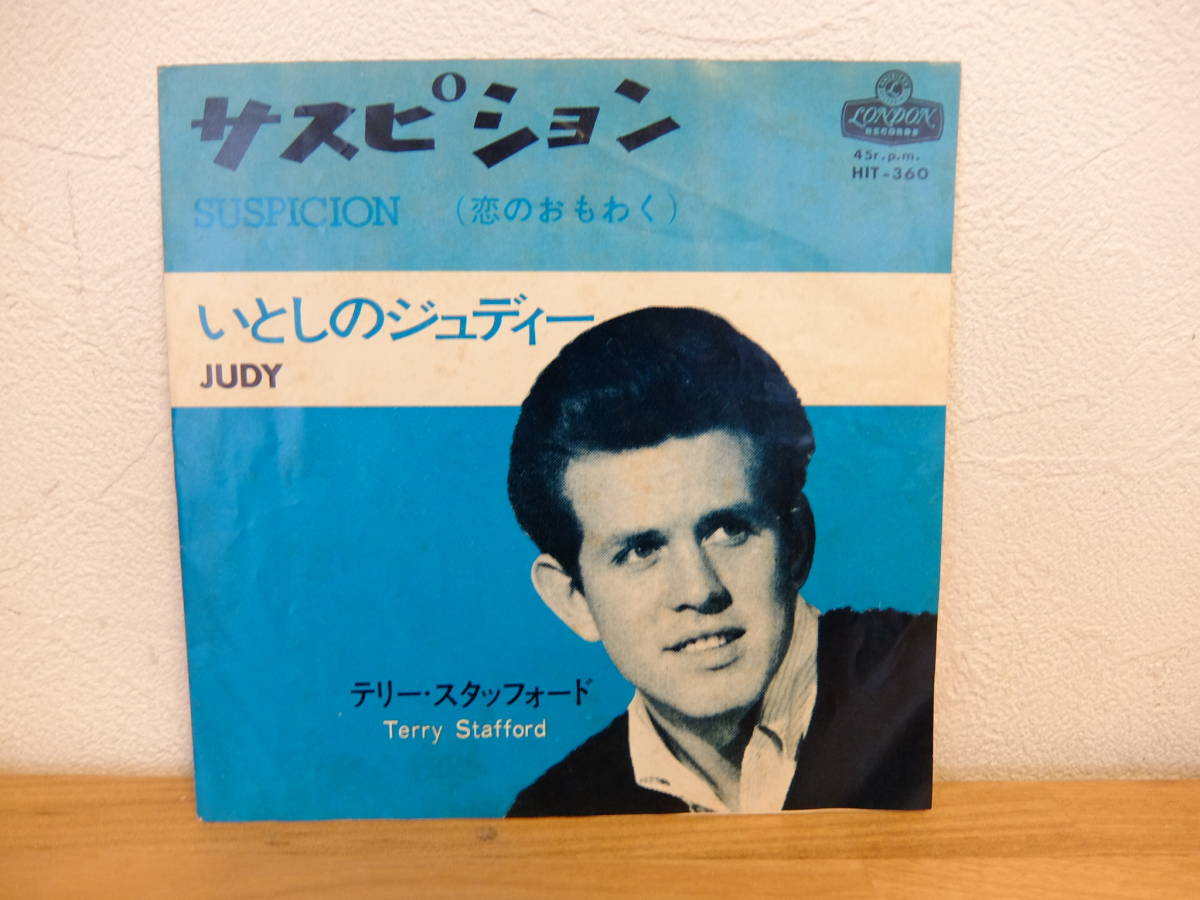 サスピション
SUSPICION (恋のおもわく)
LONDON
RECORDS
45r.p.m.
HIT-360
いとしのジュディー
JUDY
テリー・スタッフォード
Terry Stafford